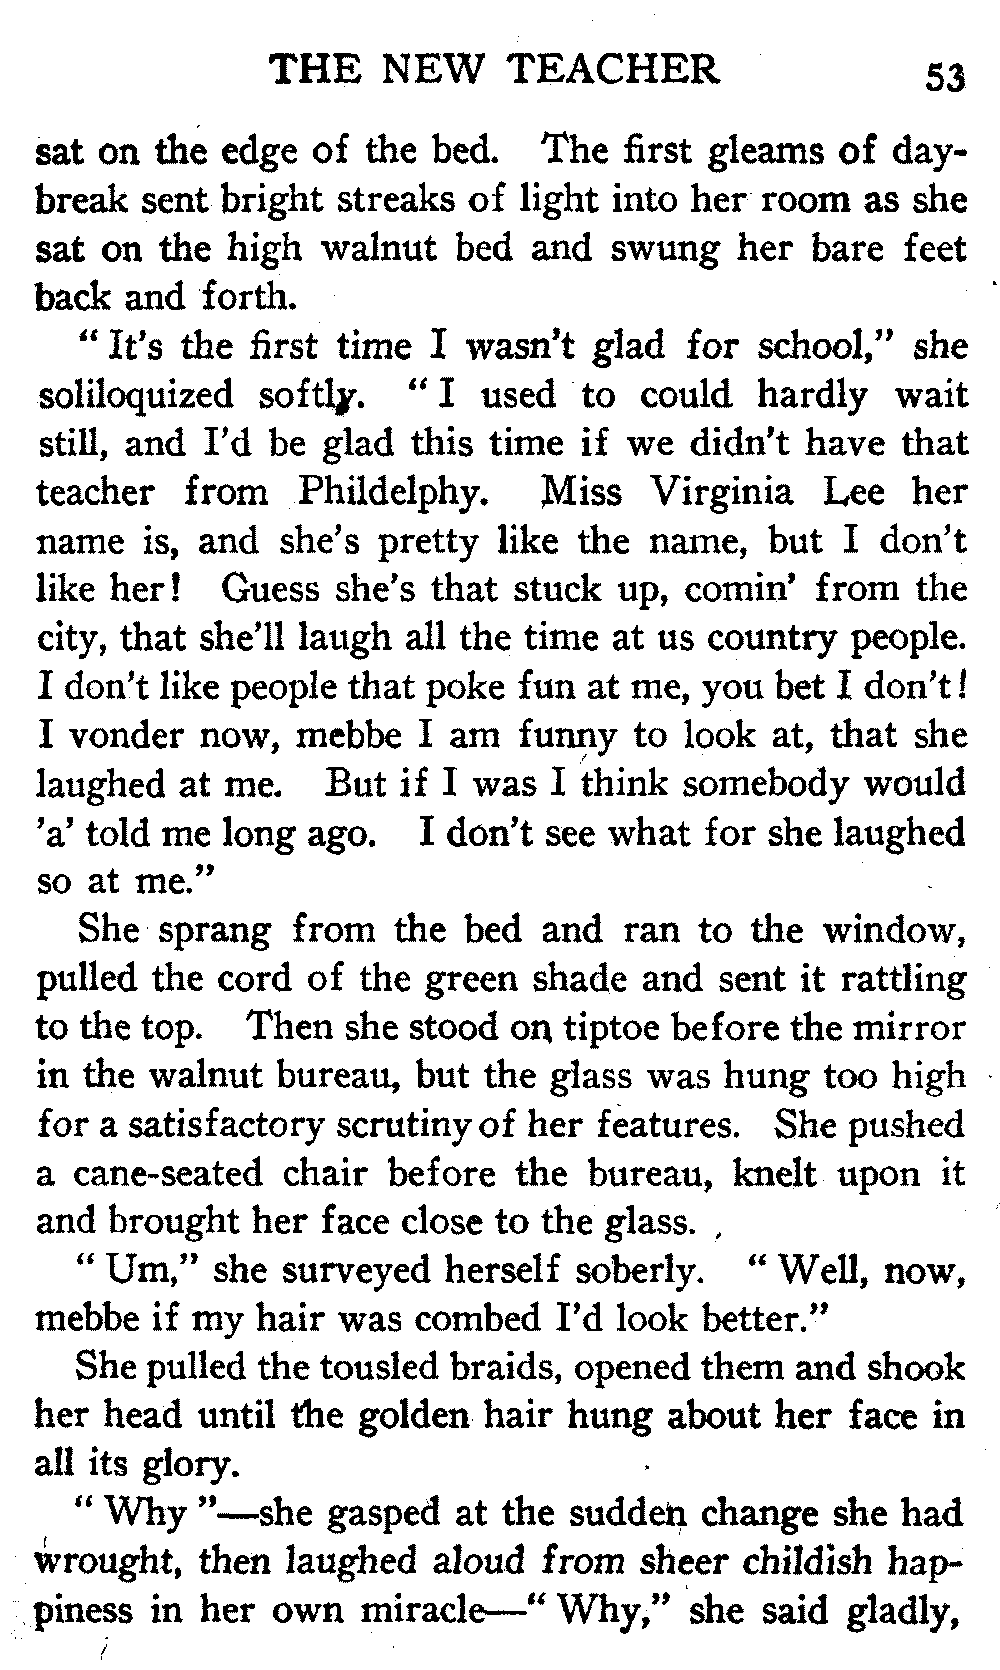 THE NEW TEACHER 53
sat on the edge of the bed. The first gleams of day-
break sent bright streaks of light into her room as she
sat on the high walnut bed and swung her bare feet
back and forth.
“ It's the first time I wasn't glad for school,” she
soliloquized softly. “ I used to could hardly wait
still, and I'd be glad this time if we didn't have that
teacher from Phildelphy. Miss Virginia Lee her
name is, and she's pretty like the name, but I don't
like her! Guess she's that stuck up, comin' from the
city, that she'll laugh all the time at us country people.
I don't like people that poke fun at me, you bet I don't!
I vonder now, mebbe I am funny to look at, that she
laughed at me. But if I was I think somebody would
'a' told me long ago. I don't see what for she laughed
so at me.”
She sprang from the bed and ran to the window,
pulled the cord of the green shade and sent it rattling
to the top. Then she stood on tiptoe before the mirror
in the walnut bureau, but the glass was hung too high
for a satisfactory scrutiny of her features. She pushed
a cane-seated chair before the bureau, knelt upon it
and brought her face close to the glass.
“ Um,” she surveyed herself soberly. “ Well, now,
mebbe if my hair was combed I'd look better.”
She pulled the tousled braids, opened them and shook
her head until the golden hair hung about her face in
all its glory.
“ Why ”—she gasped at the sudden change she had
wrought, then laughed aloud from sheer childish hap-
piness in her own miracle—“ Why,” she said gladly,